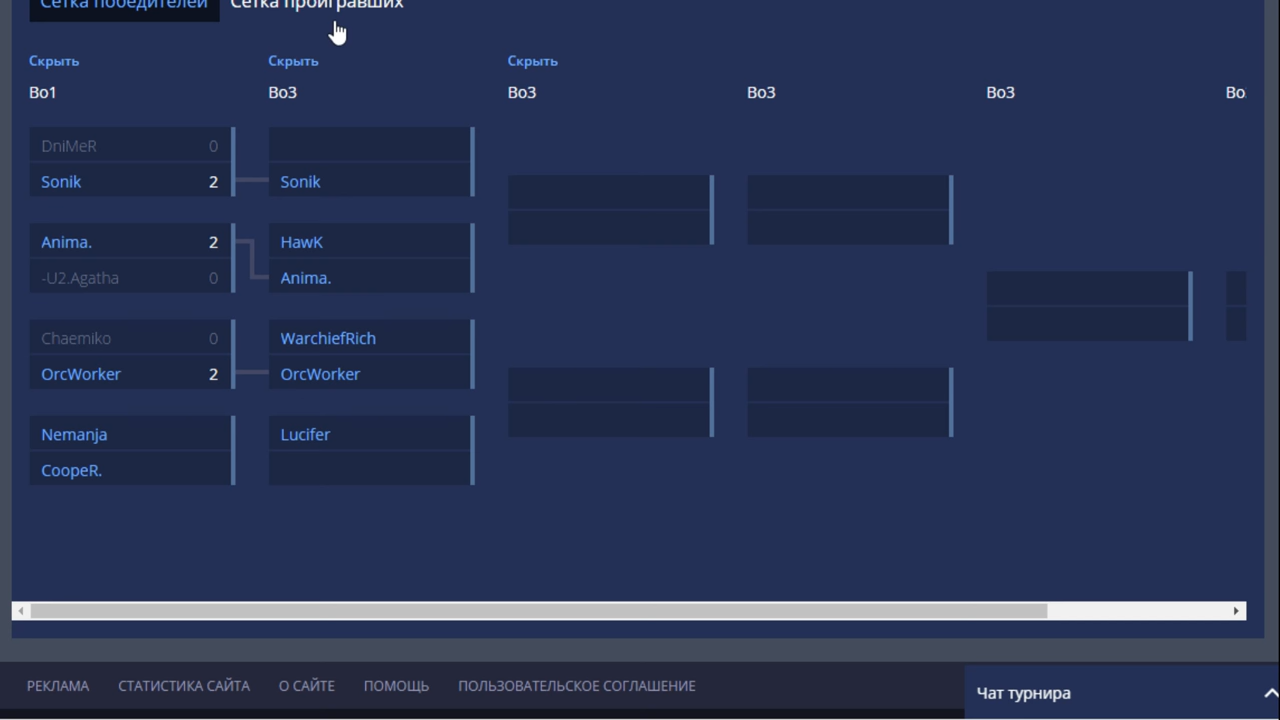 Сетка победителей Сетка проигравших
Скрыть Скрыть Скрыть
Bo1 Bo3 Bo3 Bo3 Bo3 Bo
DniMeR 0
Sonik 2 Sonik
Anima. 2 HawK
-U2.Agatha 0 Anima.
Chaemiko 0 WarchiefRich
OrcWorker 2 OrcWorker
Nemanja Lucifer
CoopeR.
РЕКЛАМА СТАТИСТИКА САЙТА О САЙТЕ ПОМОЩЬ ПОЛЬЗОВАТЕЛЬСКОЕ СОГЛАШЕНИЕ
Чат турнира